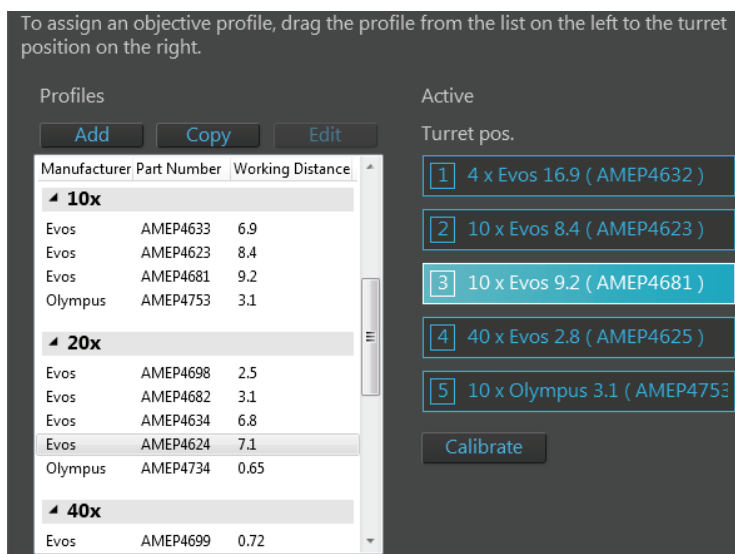 To assign an objective profile, drag the profile from the list on the left to the turret
position on the right.
Profiles
Add Copy Edit
Manufacturer Part Number Working Distance
10x
Evos AMEP4633 6.9
Evos AMEP4623 8.4
Evos AMEP4681 9.2
Olympus AMEP4753 3.1
20x
Evos AMEP4698 2.5
Evos AMEP4682 3.1
Evos AMEP4634 6.8
Evos AMEP4624 7.1
Olympus AMEP4734 0.65
40x
Evos AMEP4699 0.72
Active
Turret pos.
1 4 x Evos 16.9 ( AMEP4632 )
2 10 x Evos 8.4 ( AMEP4623 )
3 10 x Evos 9.2 ( AMEP4681 )
4 40 x Evos 2.8 ( AMEP4625 )
5 10 x Olympus 3.1 ( AMEP4753
Calibrate